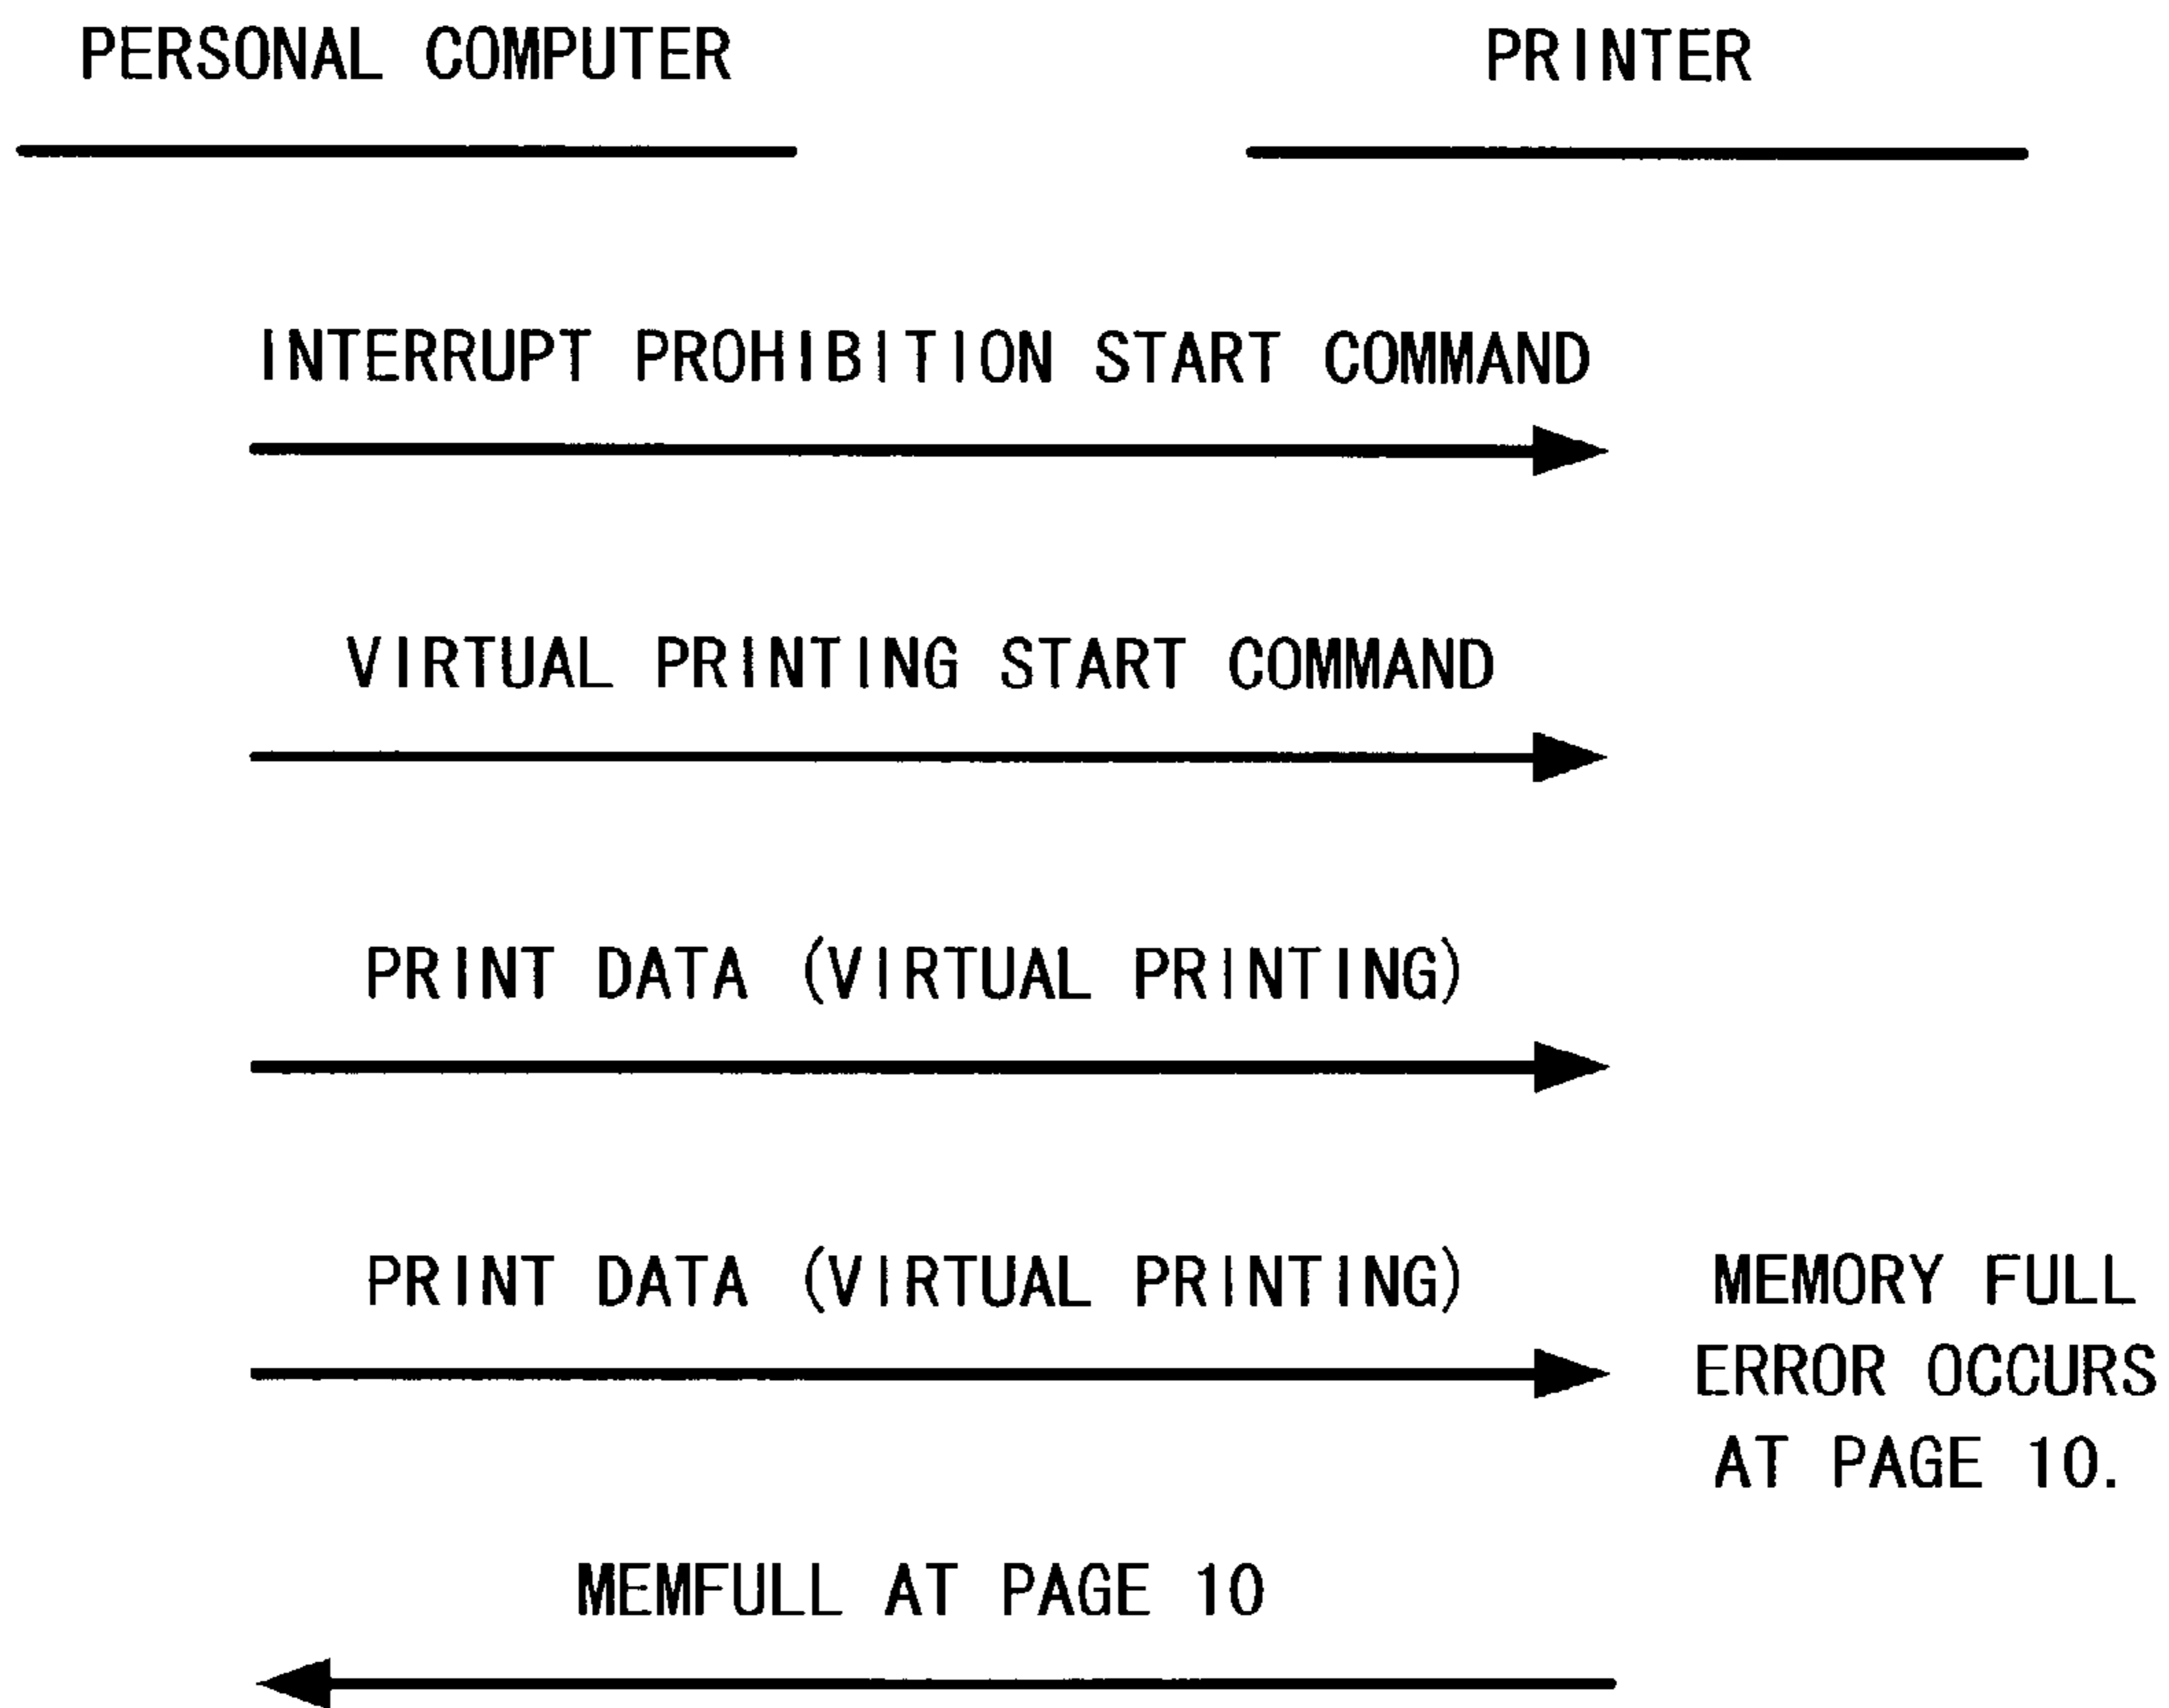 PERSONAL COMPUTER
PRINTER
INTERRUPT PROHIBITION START COMMAND
VIRTUAL PRINTING START COMMAND
PRINT DATA (VIRTUAL PRINTING)
PRINT DATA (VIRTUAL PRINTING)
MEMORY FULL
ERROR OCCURS
AT PAGE 10.
MEMFULL AT PAGE 10